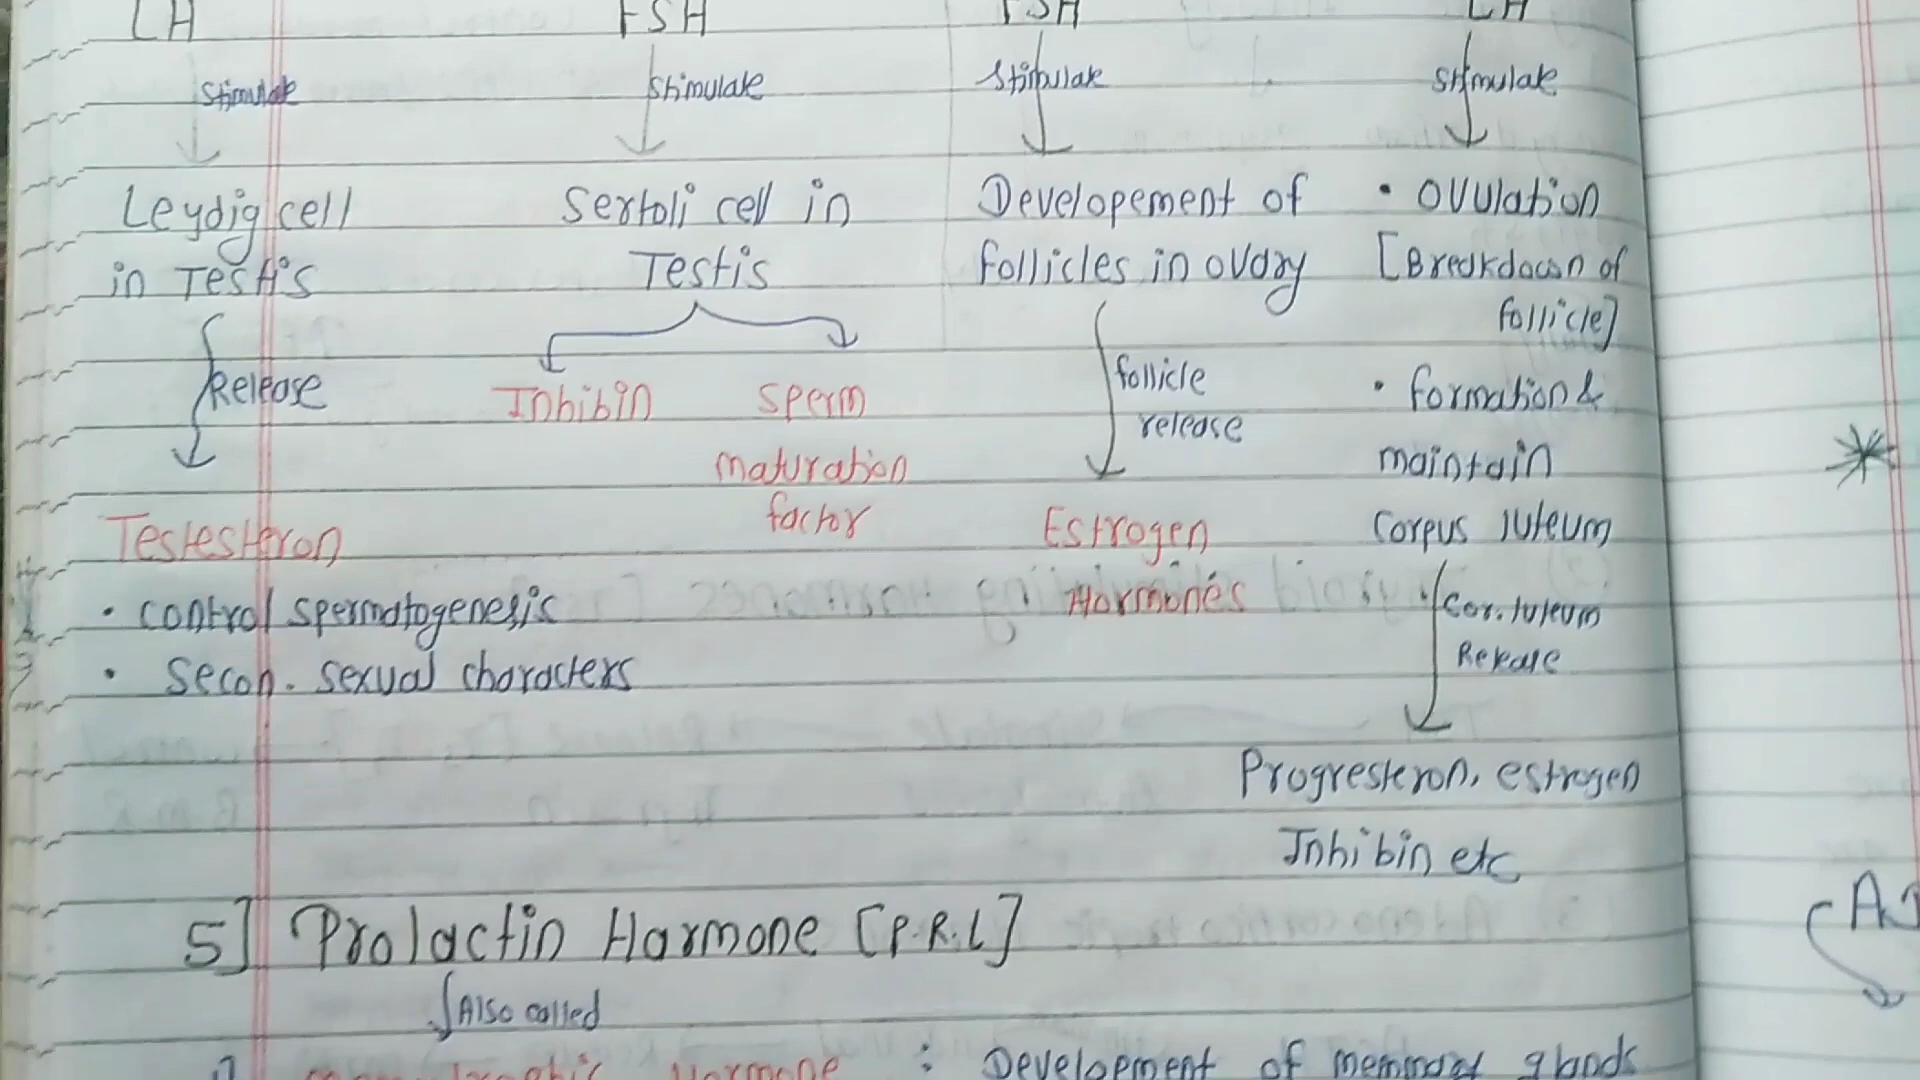 LH FSH FSH LH
Stimulate Stimulate Stimulate Stimulate
Leydig cell
in Testis
Release
Testesteron
• control spermatogenesis
• Secon. sexual characters
Sertoli cell in
Testis
Inhibin sperm
maturation
factor
Developement of
follicles in ovary
follicle
release
Estrogen
Hormones
• Ovulation
[Breakdown of
follicle]
• formation &
maintain
corpus luteum
Cor. luteum
Release
Progresteron, estrogen
Inhibin etc
5] Prolactin Hormone [P.R.L]
Also called
Hormone : Development of memmory glands